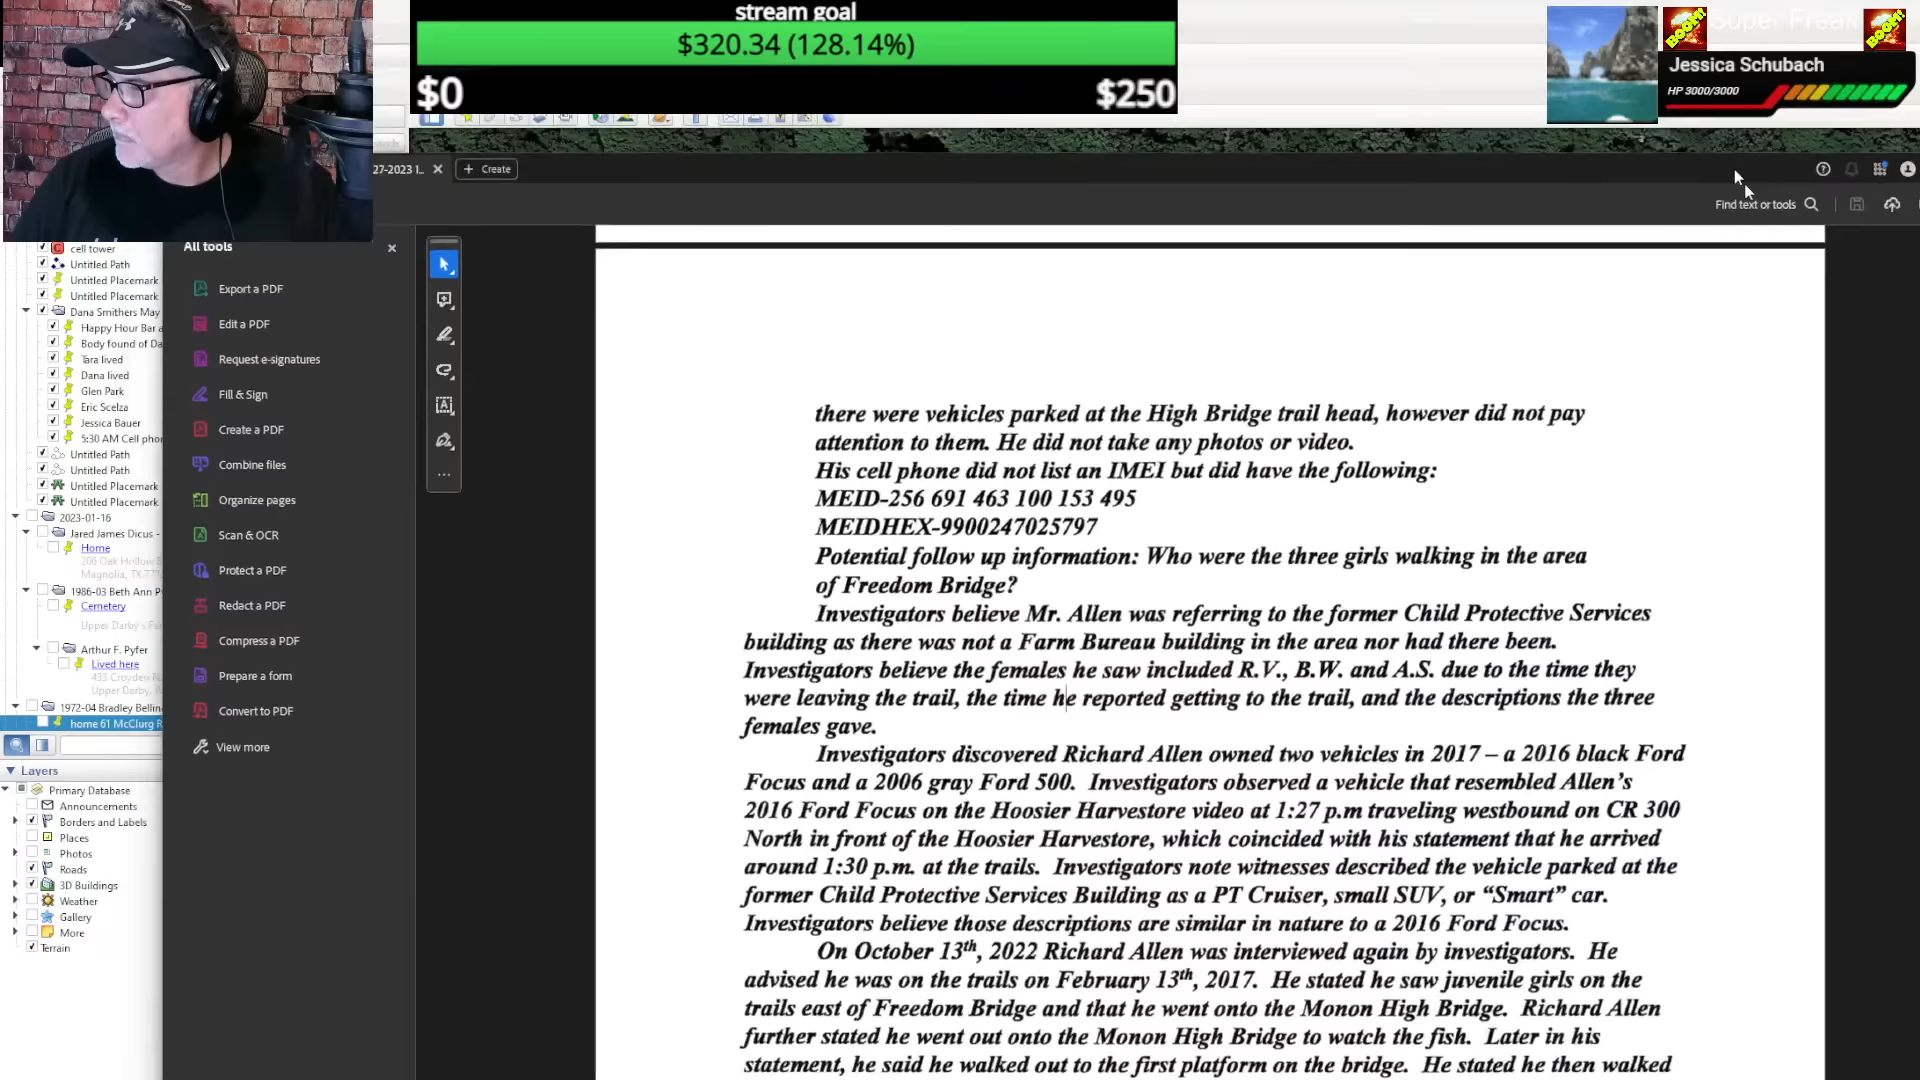 stream goal
$320.34 (128.14%)
$0
$250
BOOM!
Super Freak
BOOM!
Jessica Schubach
HP 3000/3000
27-2023 I...
Create
Find text or tools
All tools
Export a PDF
Edit a PDF
Request e-signatures
Fill & Sign
Create a PDF
Combine files
Organize pages
Scan & OCR
Protect a PDF
Redact a PDF
Compress a PDF
Prepare a form
Convert to PDF
View more
cell tower
Untitled Path
Untitled Placemark
Untitled Placemark
Dana Smithers May
Happy Hour Bar a
Body found of Da
Tara lived
Dana lived
Glen Park
Eric Scelza
Jessica Bauer
5:30 AM Cell phor
Untitled Path
Untitled Path
Untitled Placemark
Untitled Placemark
2023-01-16
Jared James Dicus -
Home
206 Oak Hollow
Magnolia, TX 77
1986-03 Beth Ann Py
Cemetery
Upper Darby's Fa
Arthur F. Pyfer
Lived here
433 Croyden
Upper Darby,
1972-04 Bradley Bellin
home 61 McClurg R
Layers
Primary Database
Announcements
Borders and Labels
Places
Photos
Roads
3D Buildings
Weather
Gallery
More
Terrain
there were vehicles parked at the High Bridge trail head, however did not pay
attention to them. He did not take any photos or video.
His cell phone did not list an IMEI but did have the following:
MEID-256 691 463 100 153 495
MEIDHEX-9900247025797
Potential follow up information: Who were the three girls walking in the area
of Freedom Bridge?
Investigators believe Mr. Allen was referring to the former Child Protective Services
building as there was not a Farm Bureau building in the area nor had there been.
Investigators believe the females he saw included R.V., B.W. and A.S. due to the time they
were leaving the trail, the time he reported getting to the trail, and the descriptions the three
females gave.
Investigators discovered Richard Allen owned two vehicles in 2017 – a 2016 black Ford
Focus and a 2006 gray Ford 500. Investigators observed a vehicle that resembled Allen's
2016 Ford Focus on the Hoosier Harvestore video at 1:27 p.m traveling westbound on CR 300
North in front of the Hoosier Harvestore, which coincided with his statement that he arrived
around 1:30 p.m. at the trails. Investigators note witnesses described the vehicle parked at the
former Child Protective Services Building as a PT Cruiser, small SUV, or “Smart” car.
Investigators believe those descriptions are similar in nature to a 2016 Ford Focus.
On October 13th, 2022 Richard Allen was interviewed again by investigators. He
advised he was on the trails on February 13th, 2017. He stated he saw juvenile girls on the
trails east of Freedom Bridge and that he went onto the Monon High Bridge. Richard Allen
further stated he went out onto the Monon High Bridge to watch the fish. Later in his
statement, he said he walked out to the first platform on the bridge. He stated he then walked